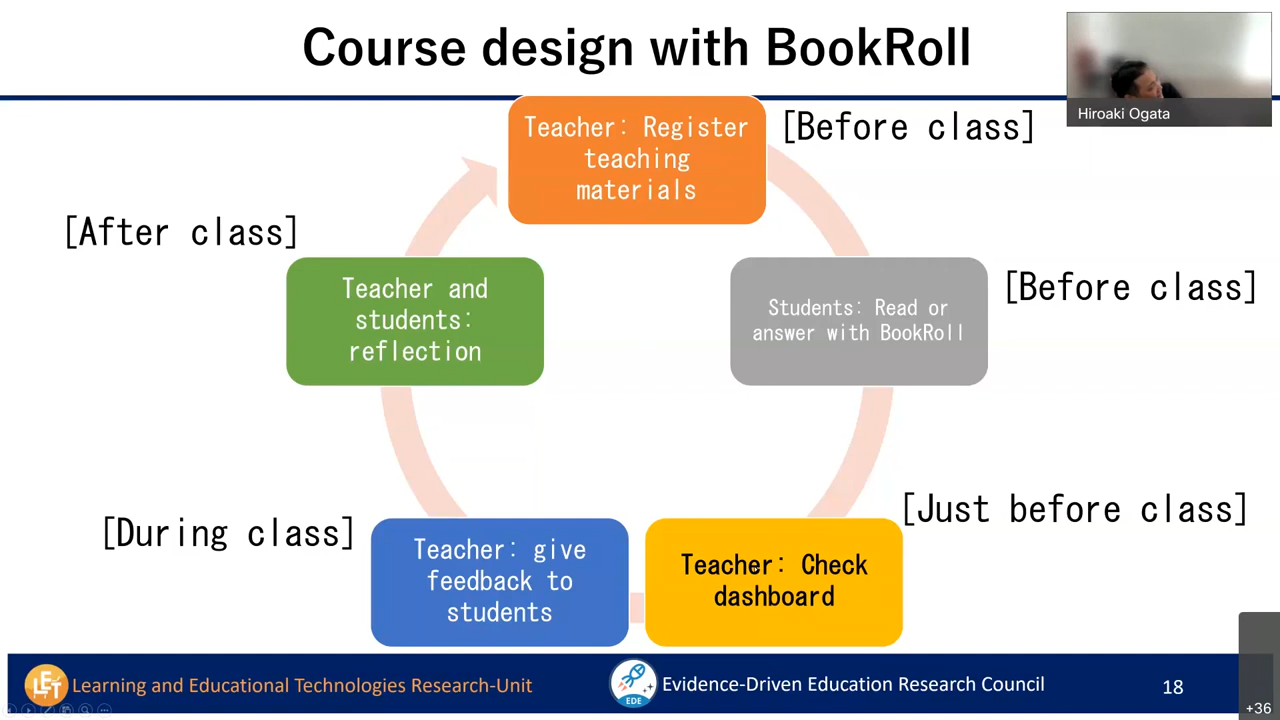 Course design with BookRoll
Hiroaki Ogata
Teacher: Register
teaching
materials
[Before class]
Students: Read or
answer with BookRoll
[Before class]
Teacher: Check
dashboard
[Just before class]
Teacher: give
feedback to
students
[During class]
Teacher and
students:
reflection
[After class]
LET
Learning and Educational Technologies Research-Unit
EDE
Evidence-Driven Education Research Council
18
+36